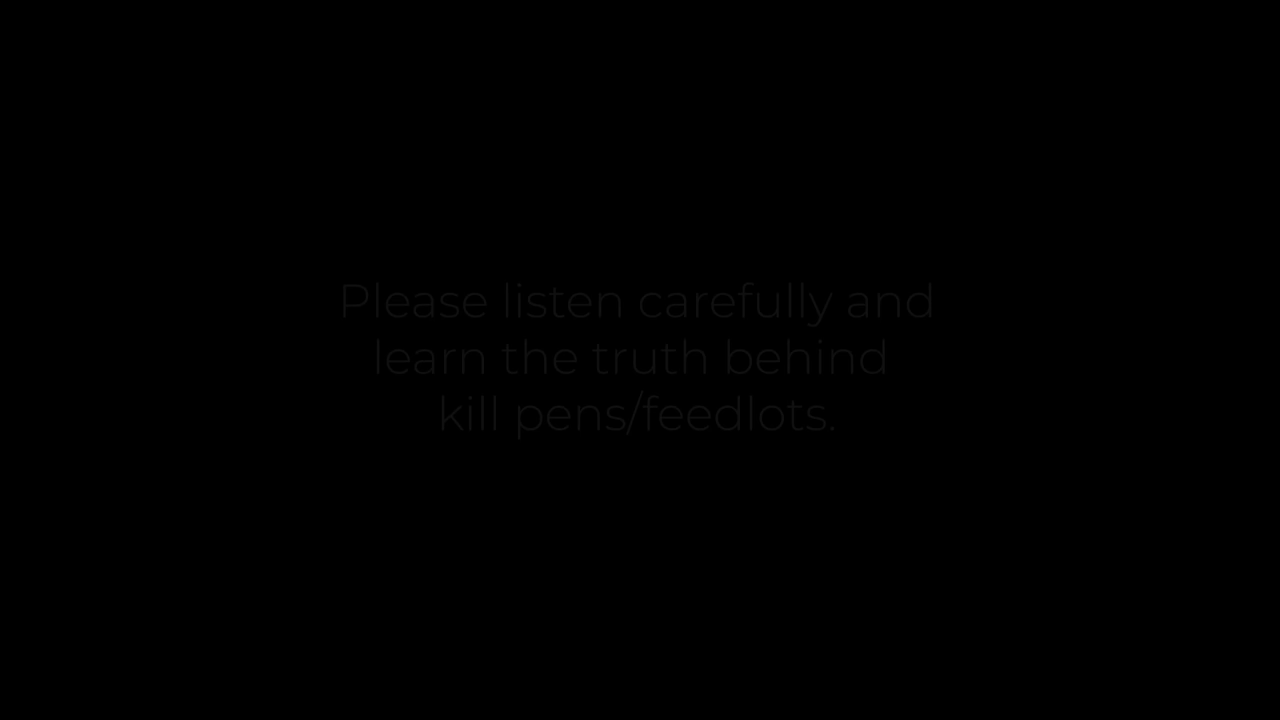 Please listen carefully and
learn the truth behind
kill pens/feedlots.